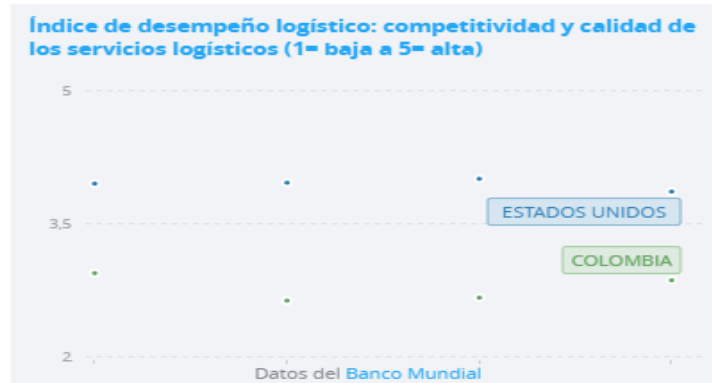 Índice de desempeño logístico: competitividad y calidad de
los servicios logísticos (1= baja a 5= alta)
5
ESTADOS UNIDOS
3,5
COLOMBIA
2
Datos del Banco Mundial